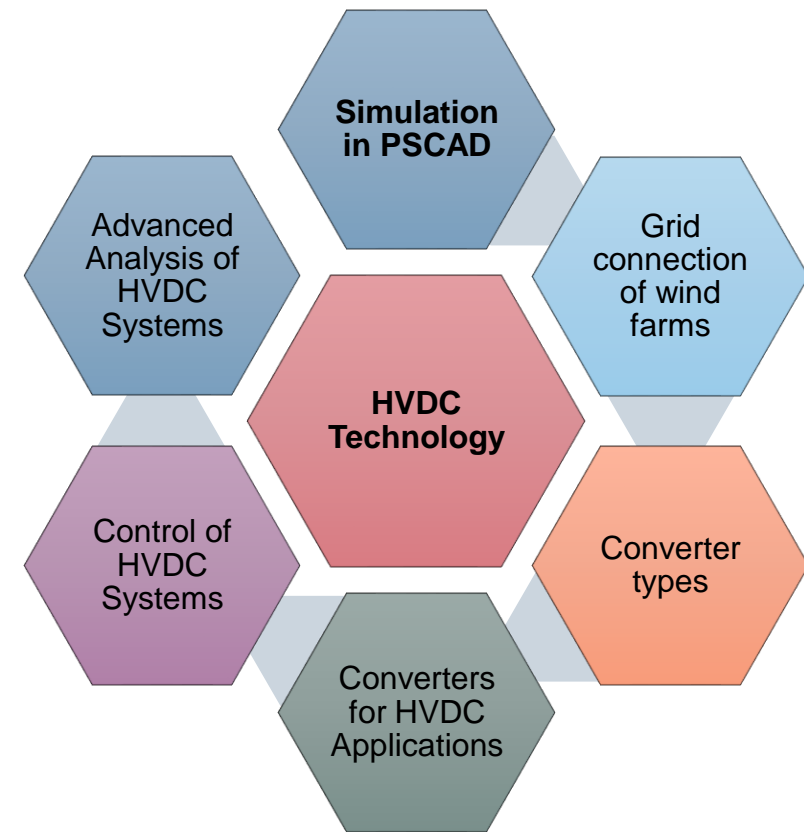 Simulation
in PSCAD
Grid
connection
of wind
farms
Converter
types
Converters
for HVDC
Applications
Control of
HVDC
Systems
Advanced
Analysis of
HVDC
Systems
HVDC
Technology